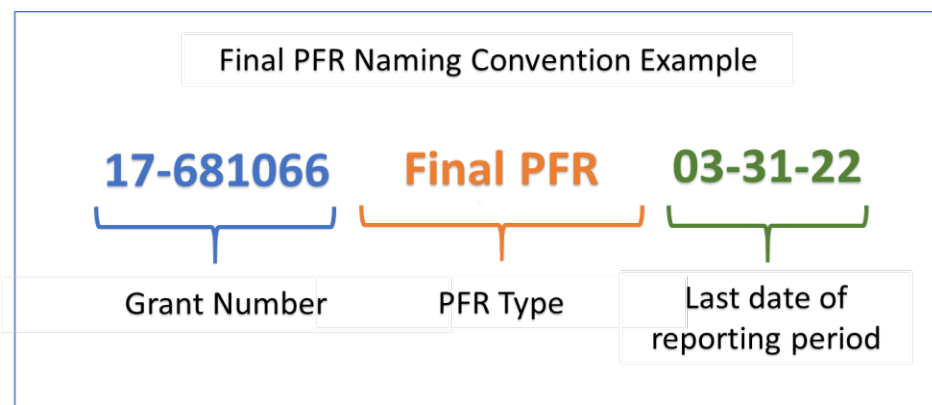 Final PFR Naming Convention Example
17-681066 Final PFR 03-31-22
Grant Number PFR Type Last date of
reporting period